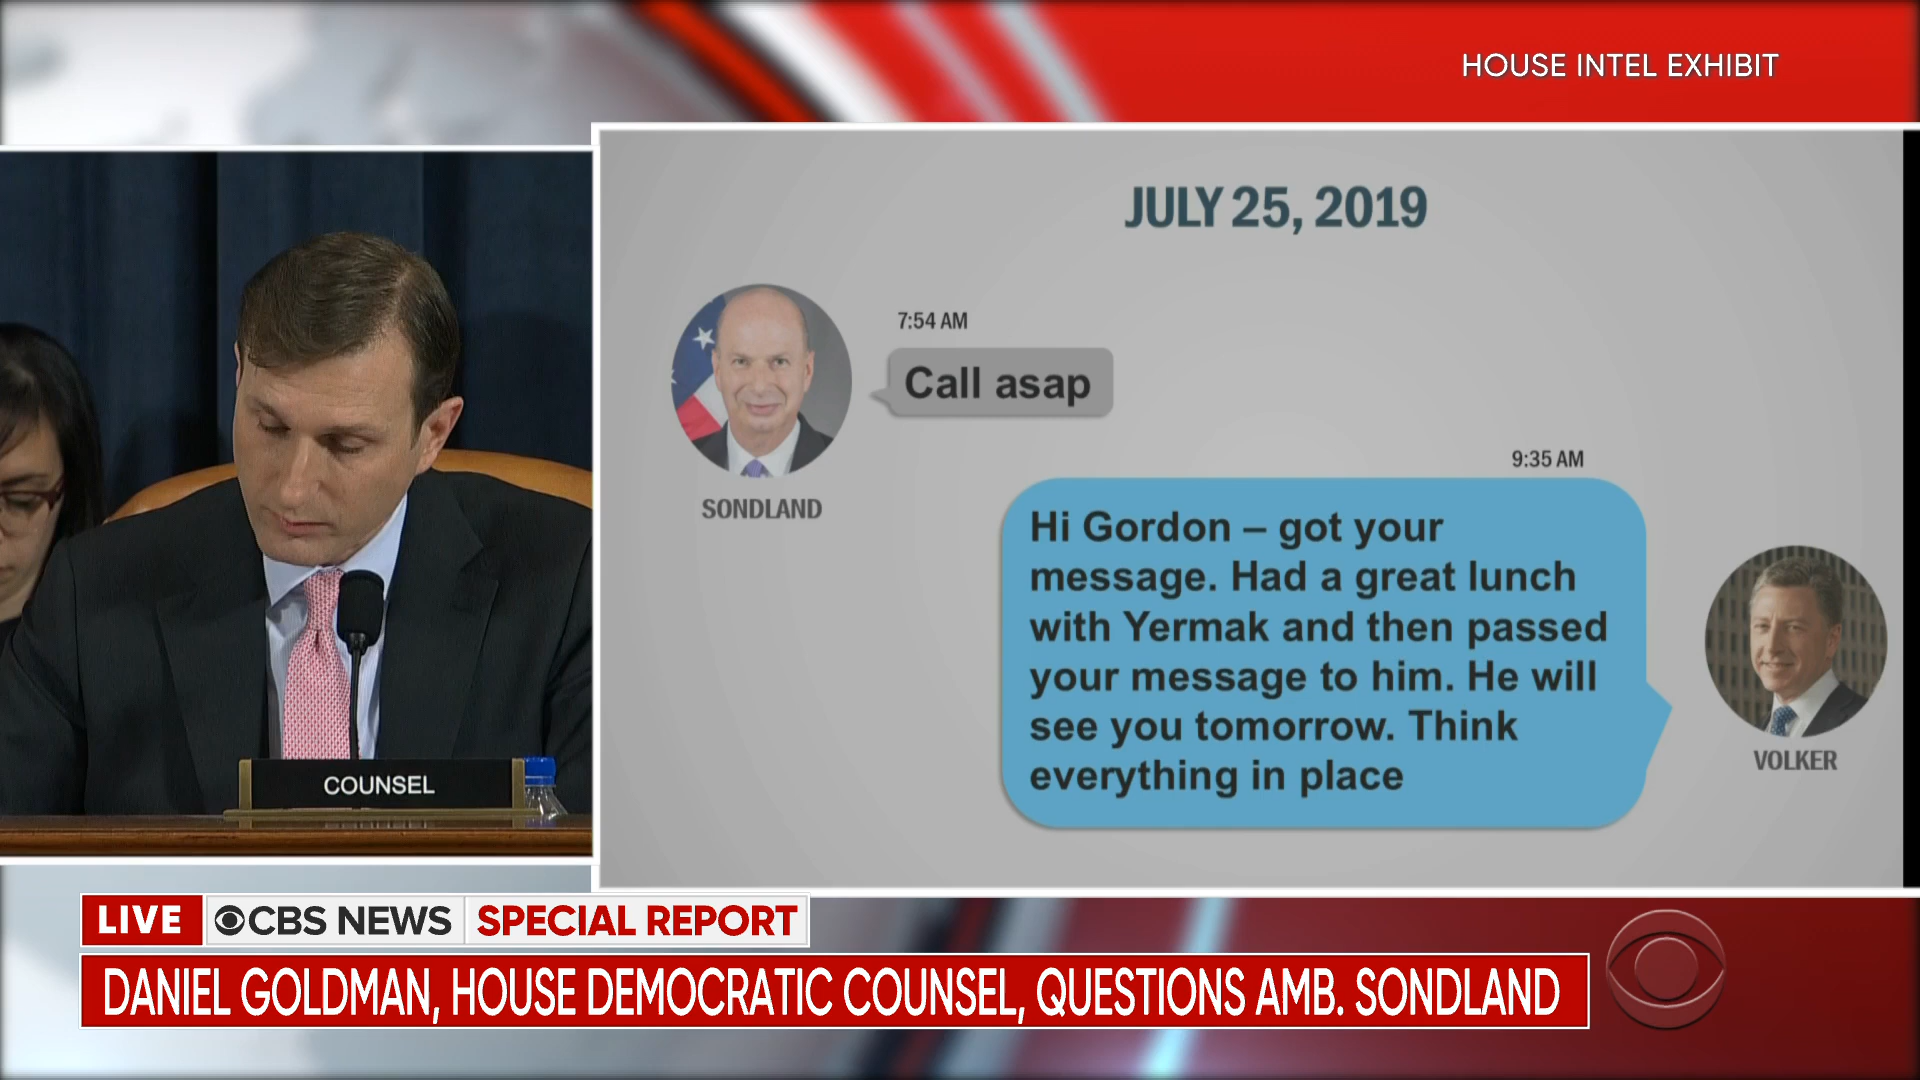 HOUSE INTEL EXHIBIT
JULY 25, 2019
7:54 AM
Call asap
SONDLAND
9:35 AM
Hi Gordon – got your
message. Had a great lunch
with Yermak and then passed
your message to him. He will
see you tomorrow. Think
everything in place
VOLKER
COUNSEL
LIVE CBS NEWS SPECIAL REPORT
DANIEL GOLDMAN, HOUSE DEMOCRATIC COUNSEL, QUESTIONS AMB. SONDLAND